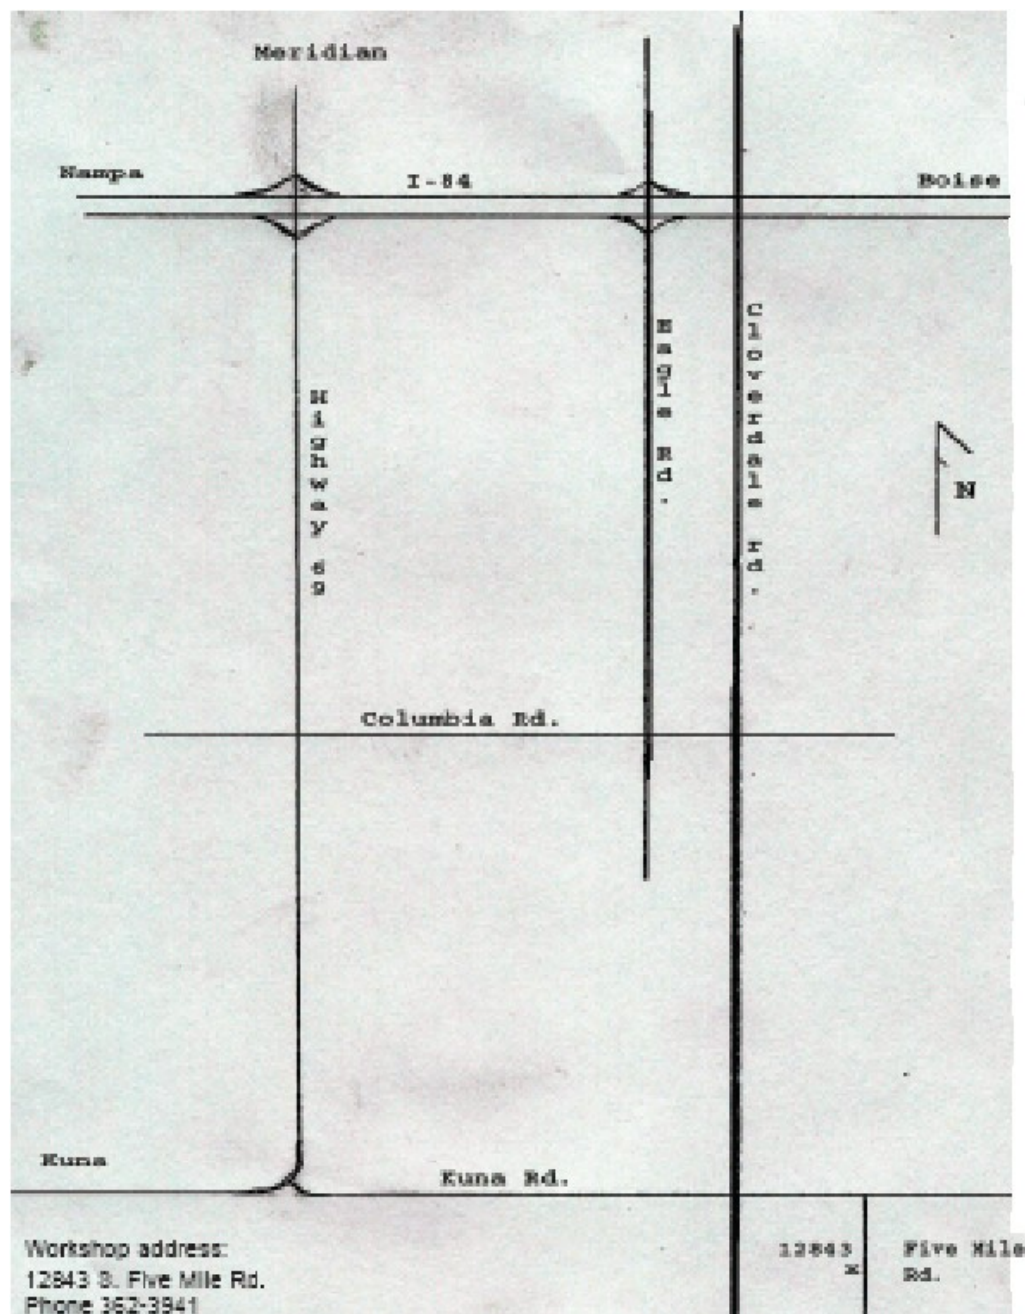 Meridian
Nampa
I-84
Boise
Cloverdale rd.
Eagle Rd.
Highway 69
N
Columbia Rd.
Kuna
Kuna Rd.
12843
x
Five Mile
Rd.
Workshop address:
12843 S. Five Mile Rd.
Phone 362-3941